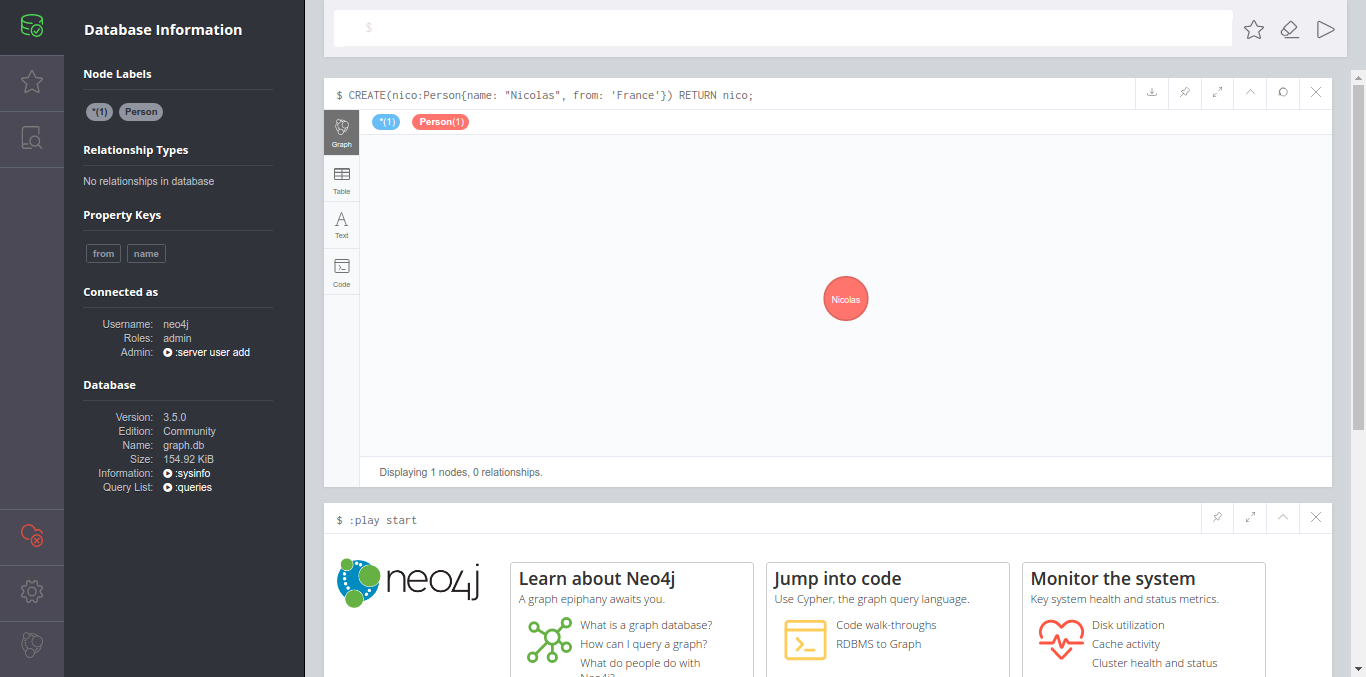 Database Information
Node Labels
*(1) Person
Relationship Types
No relationships in database
Property Keys
from name
Connected as
Username: neo4j
Roles: admin
Admin: :server user add
Database
Version: 3.5.0
Edition: Community
Name: graph.db
Size: 154.92 KiB
Information: :sysinfo
Query List: :queries
$
$ CREATE(nico:Person{name: "Nicolas", from: 'France'}) RETURN nico;
*(1) Person(1)
Graph
Table
A
Text
Code
Nicolas
Displaying 1 nodes, 0 relationships.
$ :play start
neo4j
Learn about Neo4j
A graph epiphany awaits you.
What is a graph database?
How can I query a graph?
What do people do with
Neo4j?
Jump into code
Use Cypher, the graph query language.
Code walk-throughs
RDBMS to Graph
Monitor the system
Key system health and status metrics.
Disk utilization
Cache activity
Cluster health and status